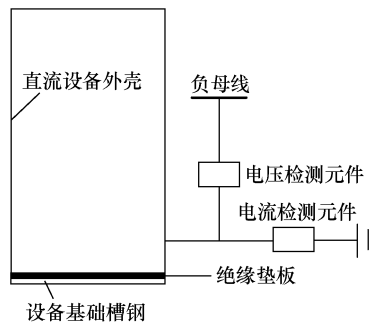 直流设备外壳
负母线
电压检测元件
电流检测元件
绝缘垫板
设备基础槽钢